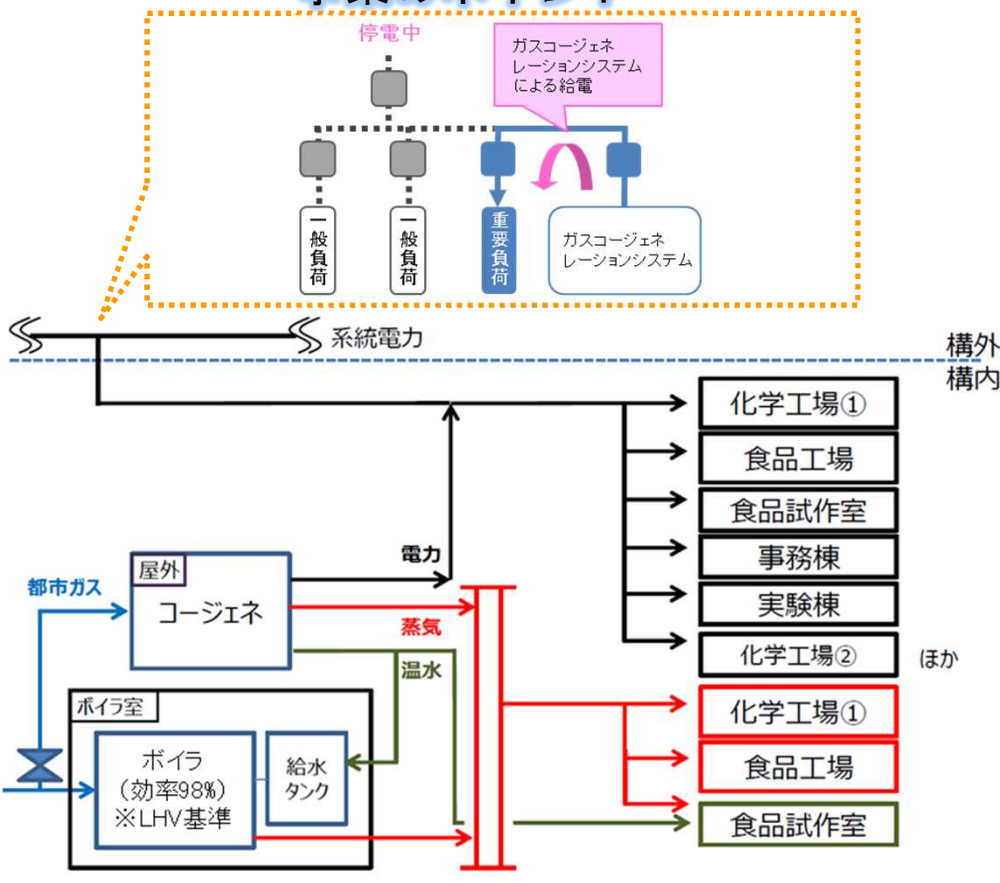 停電中
ガスコージェネ
レーションシステム
による給電
一般負荷
一般負荷
重要負荷
ガスコージェネ
レーションシステム
系統電力
構外
構内
化学工場①
食品工場
食品試作室
事務棟
実験棟
化学工場②
ほか
電力
屋外
都市ガス
コージェネ
蒸気
温水
ボイラ室
ボイラ
(効率98%)
※LHV基準
給水
タンク
化学工場①
食品工場
食品試作室